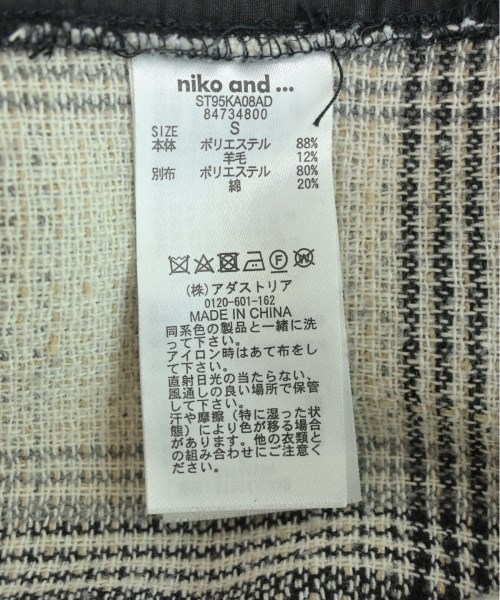 niko and ...
ST95KA08AD
84734800
SIZE S
本体 ポリエステル 88%
羊毛 12%
別布 ポリエステル 80%
綿 20%
F W
(株) アダストリア
0120-601-162
MADE IN CHINA
同系色の製品と一緒に洗
って下さい。
アイロン時はあて布をし
て下さい。
直射日光の当たらない、
風通しの良い場所で保管
して下さい。
汗や摩擦（特に湿った状
態）により色が移る場合
があります。他の衣類と
の組み合わせにご注意く
ださい。